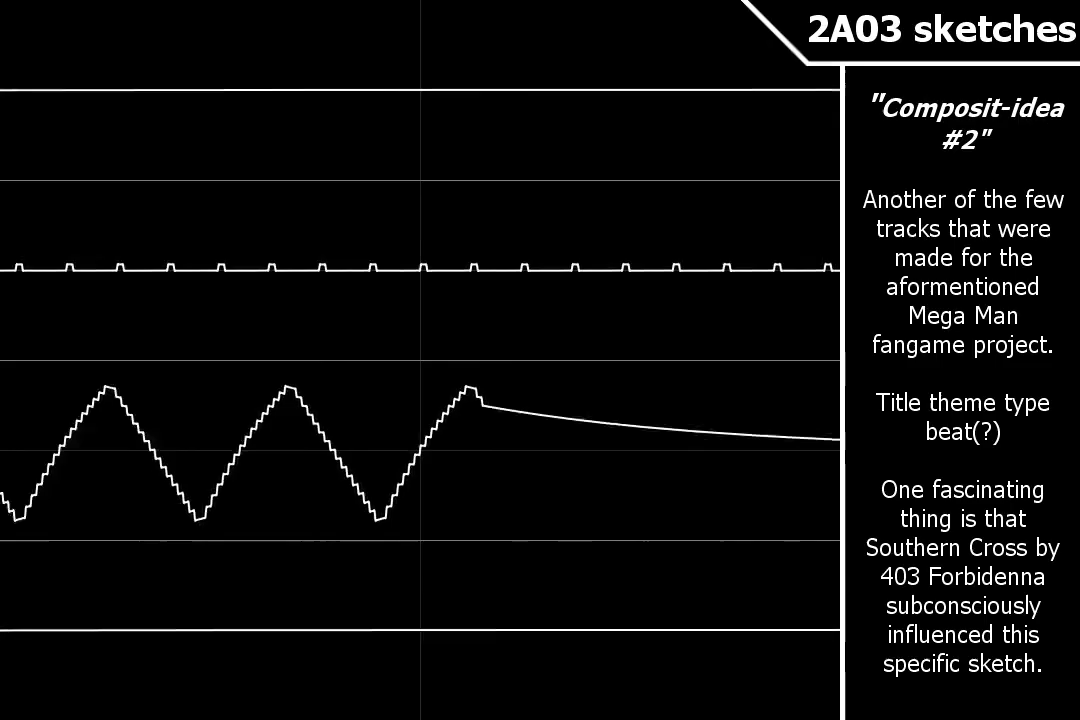 2A03 sketches
"Composit-idea
#2"
Another of the few
tracks that were
made for the
aformentioned
Mega Man
fangame project.
Title theme type
beat(?)
One fascinating
thing is that
Southern Cross by
403 Forbidenna
subconsciously
influenced this
specific sketch.